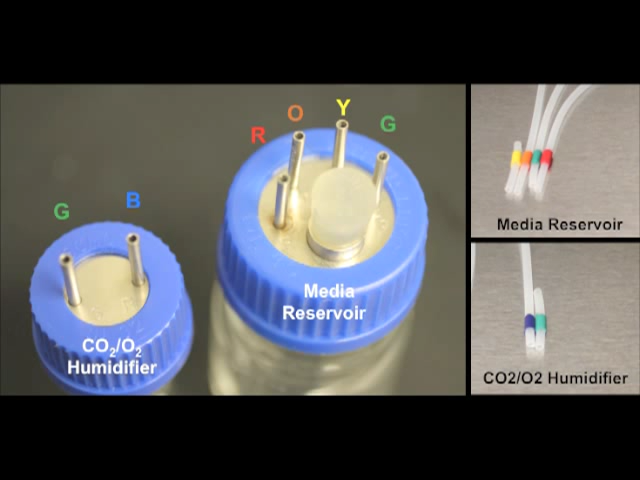 R O Y G
G B
Media
Reservoir
CO2/O2
Humidifier
Media Reservoir
CO2/O2 Humidifier